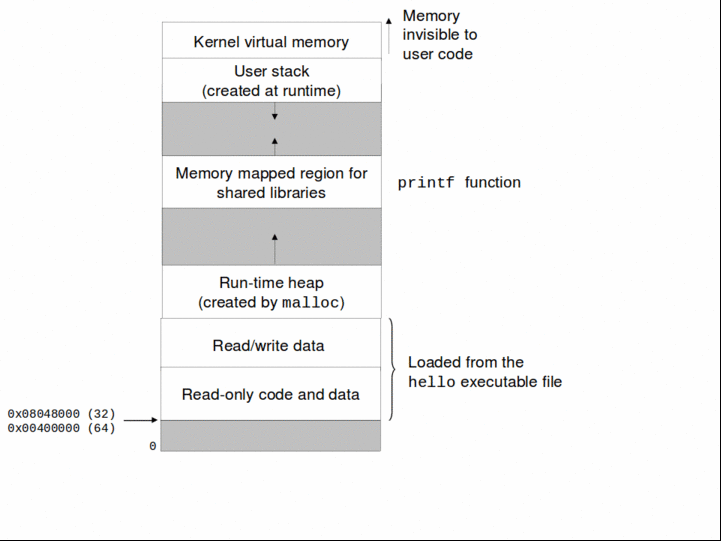 Memory
invisible to
user code
Kernel virtual memory
User stack
(created at runtime)
Memory mapped region for
shared libraries
printf function
Run-time heap
(created by malloc)
Read/write data
Loaded from the
hello executable file
Read-only code and data
0x08048000 (32)
0x00400000 (64)
0